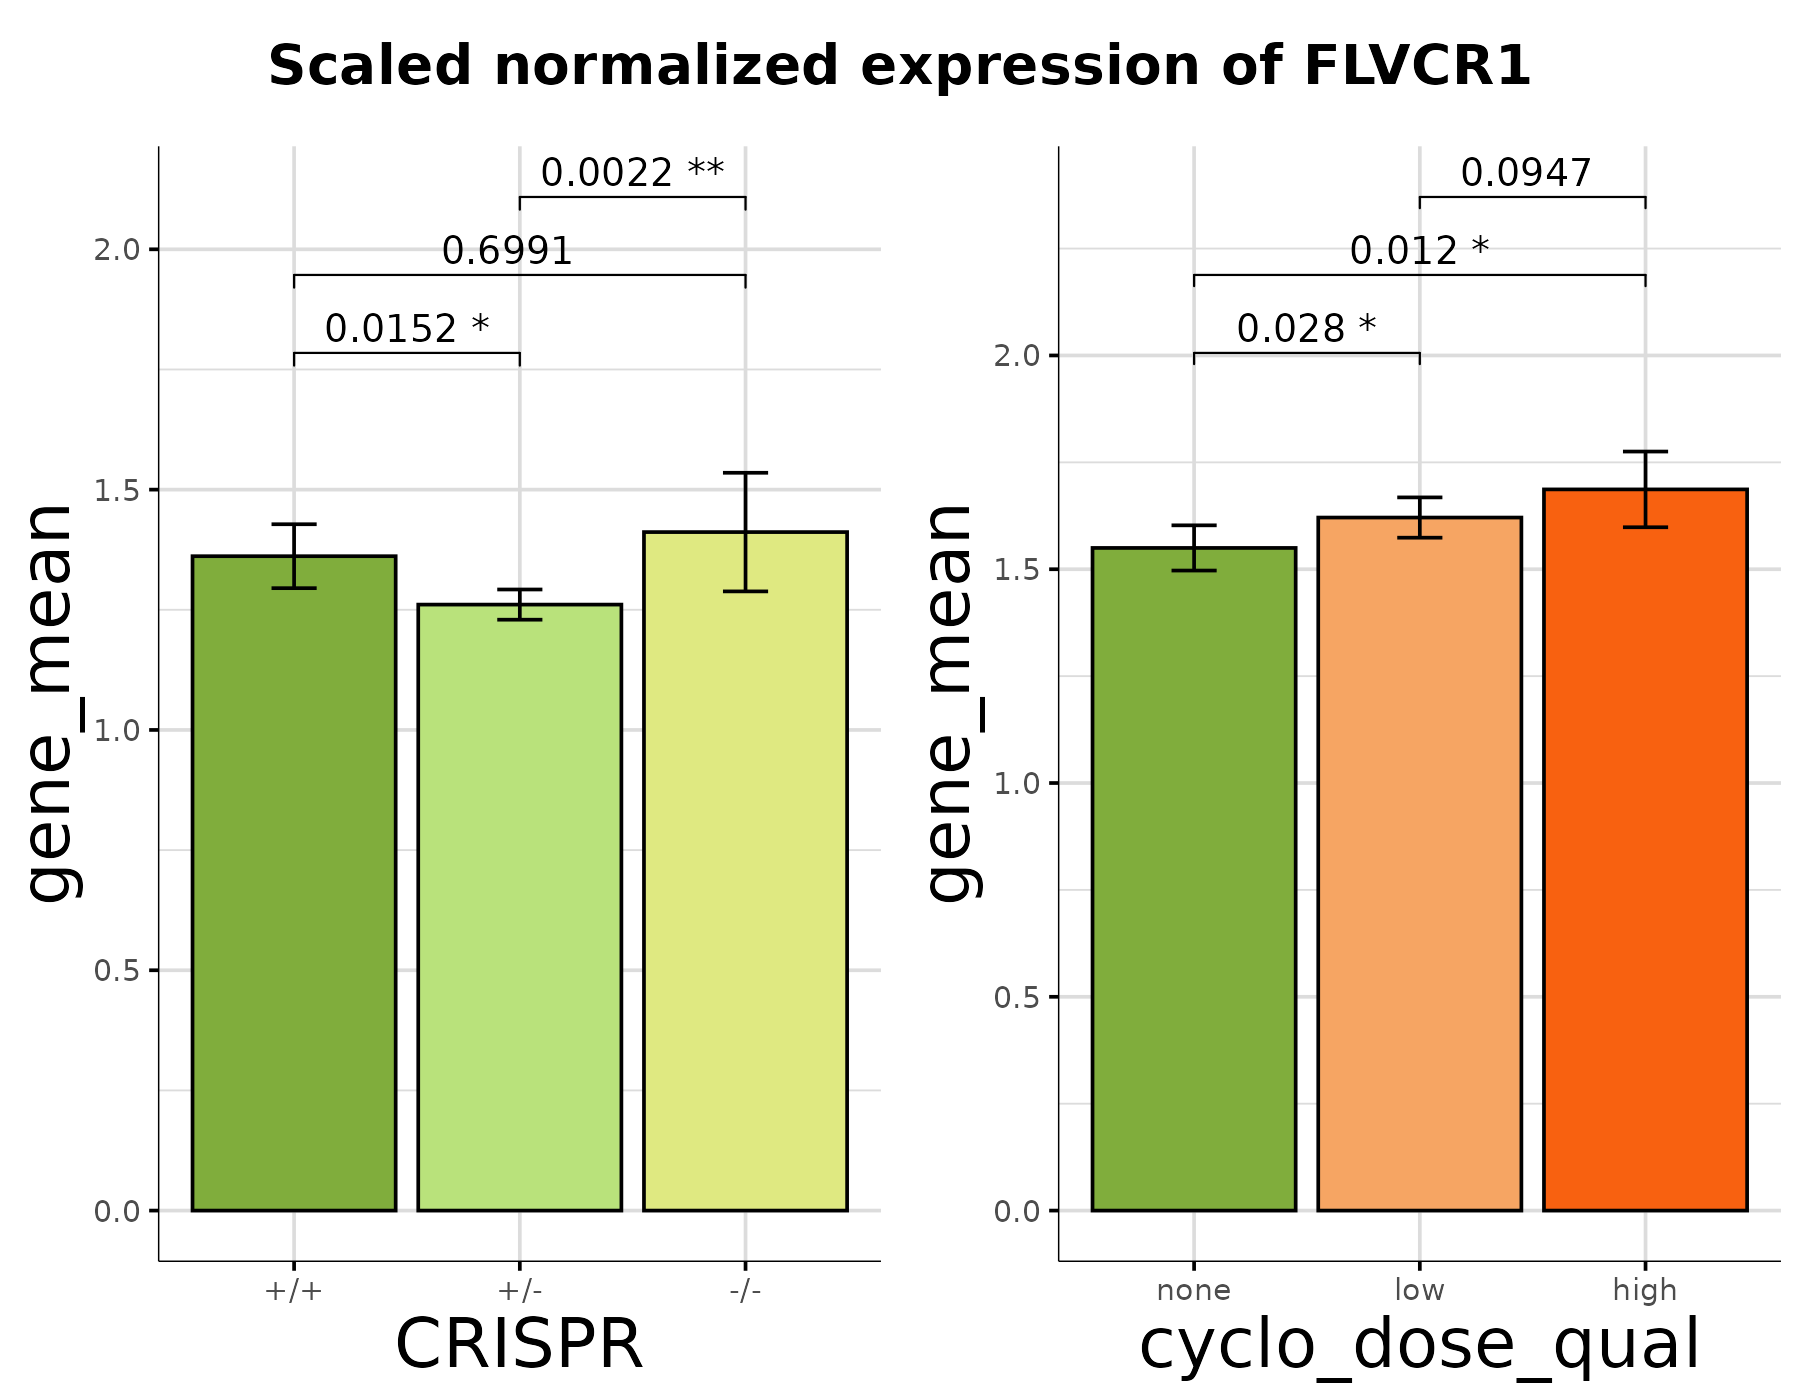 Scaled normalized expression of FLVCR1
gene_mean
2.0
1.5
1.0
0.5
0.0
0.0022 **
0.6991
0.0152 *
+/+ +/- -/-
CRISPR
gene_mean
2.0
1.5
1.0
0.5
0.0
0.0947
0.012 *
0.028 *
none low high
cyclo_dose_qual